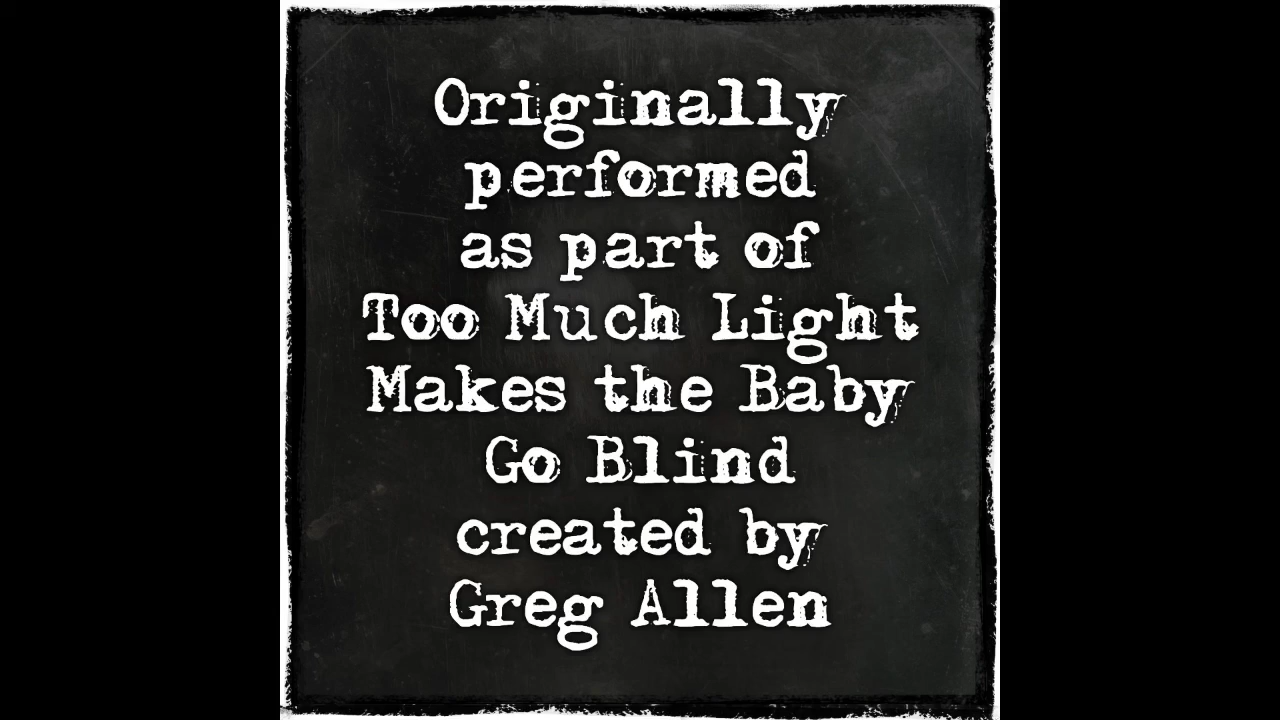 Originally
performed
as part of
Too Much Light
Makes the Baby
Go Blind
created by
Greg Allen